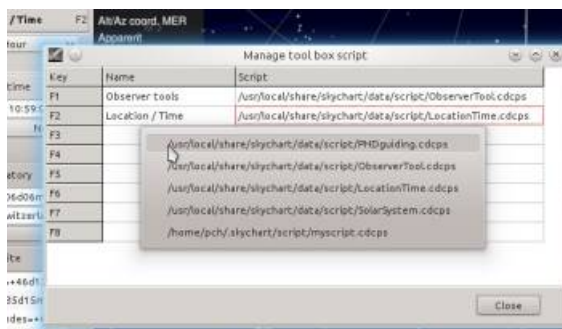 / Time F2 Alt/Az coord. MER
Apparent
Manage tool box script
Key Name Script
F1 Observer tools /usr/local/share/skychart/data/script/ObserverTool.cdcps
F2 Location / Time /usr/local/share/skychart/data/script/LocationTime.cdcps
F3
/usr/local/share/skychart/data/script/PHDguiding.cdcps
F4
/usr/local/share/skychart/data/script/ObserverTool.cdcps
F5
/usr/local/share/skychart/data/script/LocationTime.cdcps
F6
/usr/local/share/skychart/data/script/SolarSystem.cdcps
F7
/home/pch/.skychart/script/myscript.cdcps
F8
Close